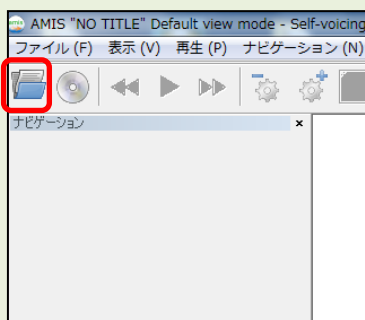 AMIS "NO TITLE" Default view mode - Self-voicing
ファイル (F) 表示 (V) 再生 (P) ナビゲーション (N)
ナビゲーション